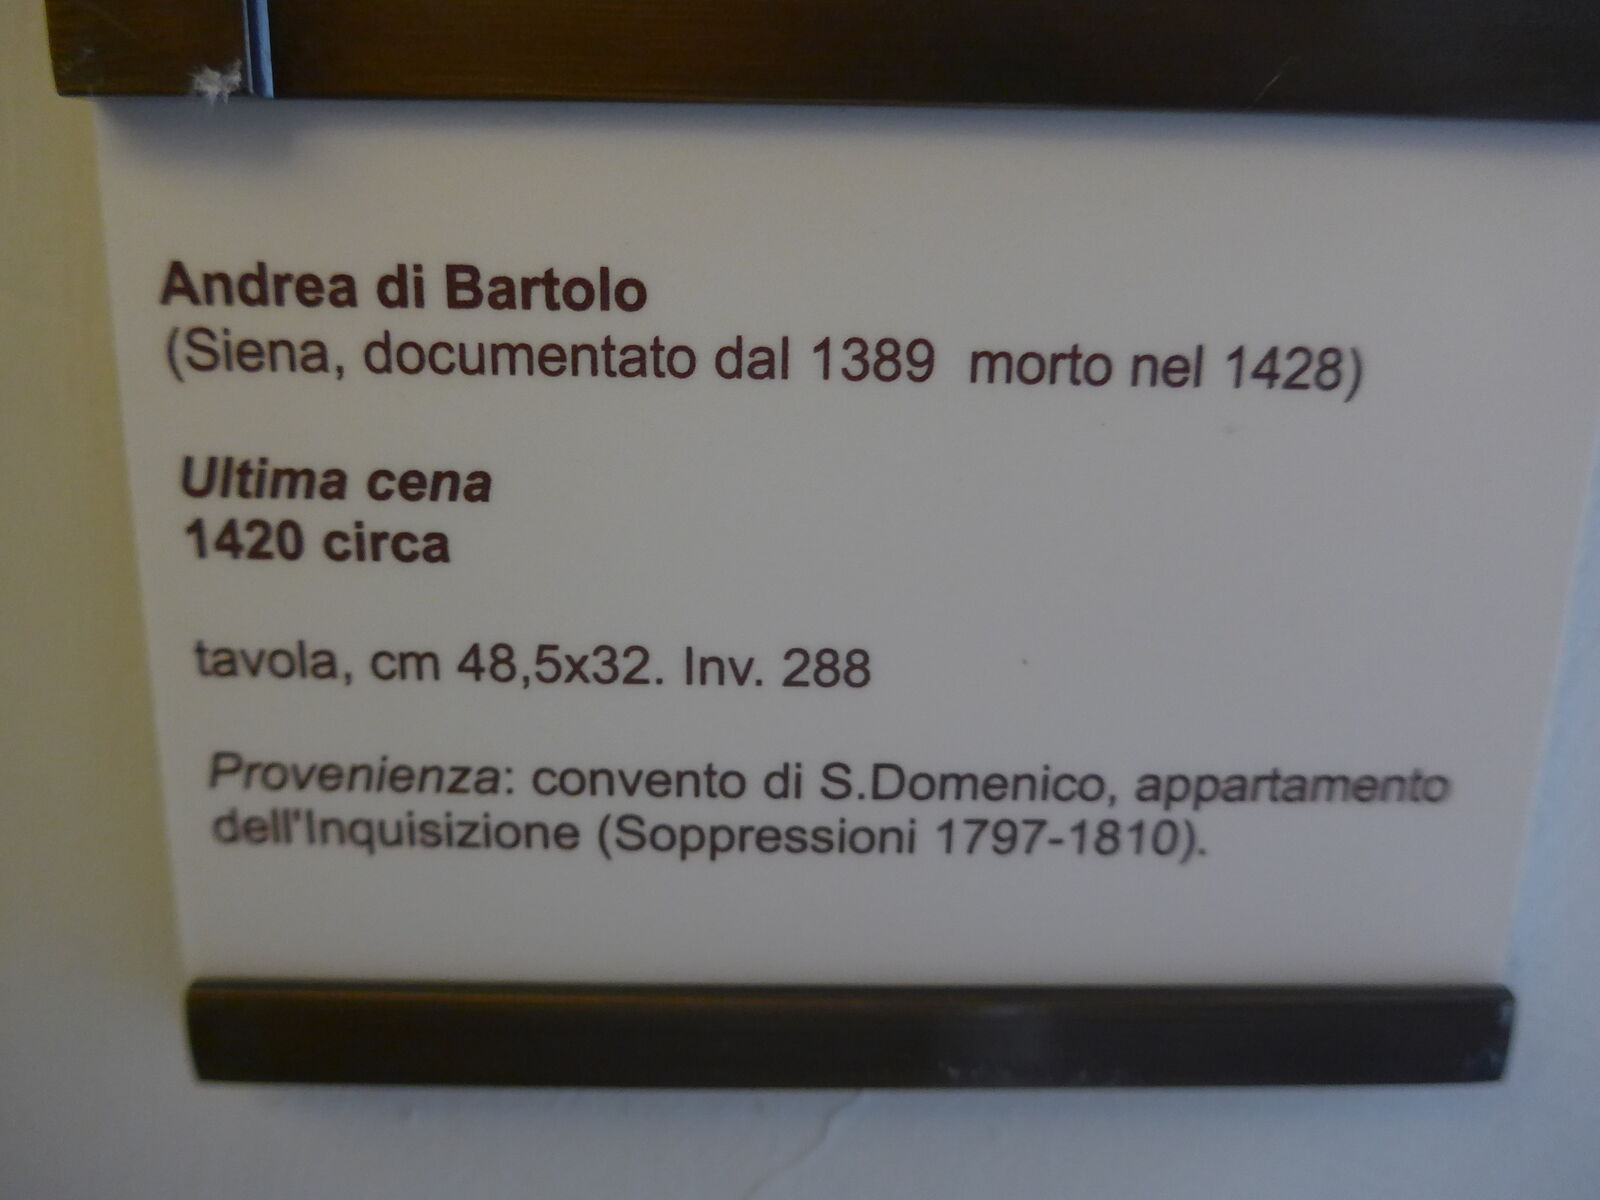 Andrea di Bartolo
(Siena, documentato dal 1389  morto nel 1428)
Ultima cena
1420 circa
tavola, cm 48,5x32. Inv. 288
Provenienza: convento di S.Domenico, appartamento
dell'Inquisizione (Soppressioni 1797-1810).